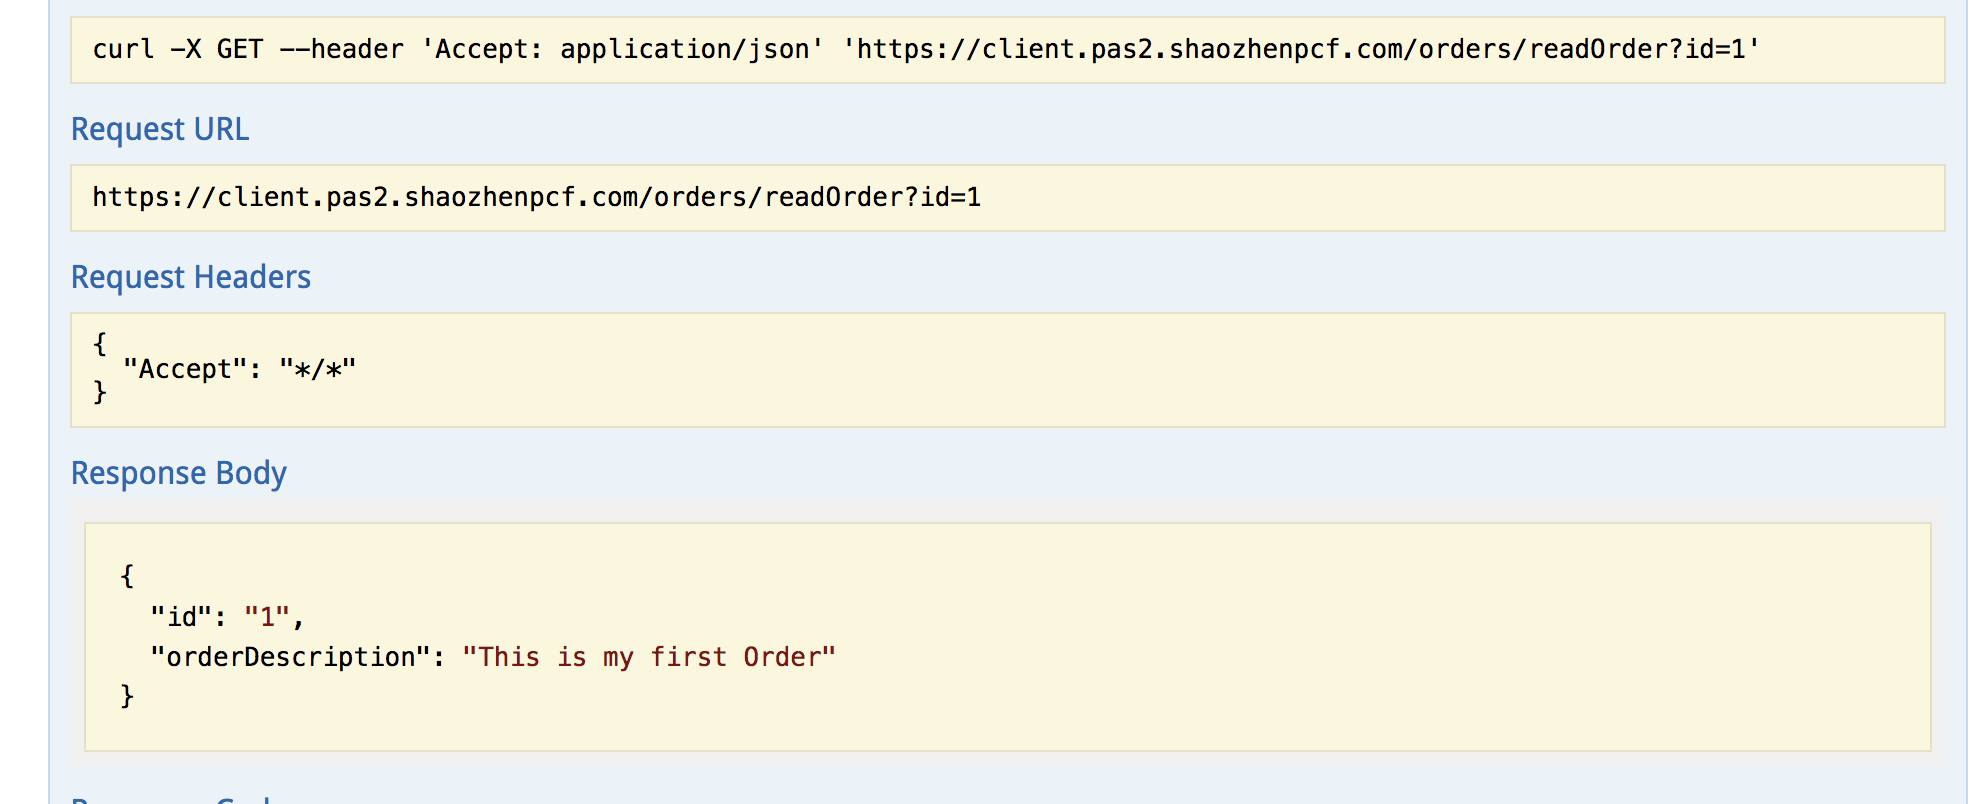 curl -X GET --header 'Accept: application/json' 'https://client.pas2.shaozhenpcf.com/orders/readOrder?id=1'
Request URL
https://client.pas2.shaozhenpcf.com/orders/readOrder?id=1
Request Headers
{
"Accept": "*/*"
}
Response Body
{
"id": "1",
"orderDescription": "This is my first Order"
}